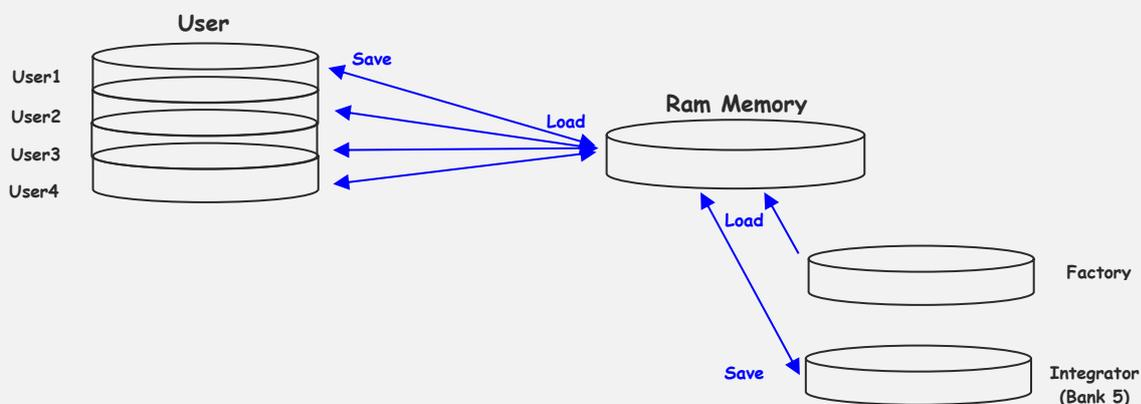 User
User1
Save
User2
User3
User4
Load
Ram Memory
Load
Factory
Save
Integrator
(Bank 5)